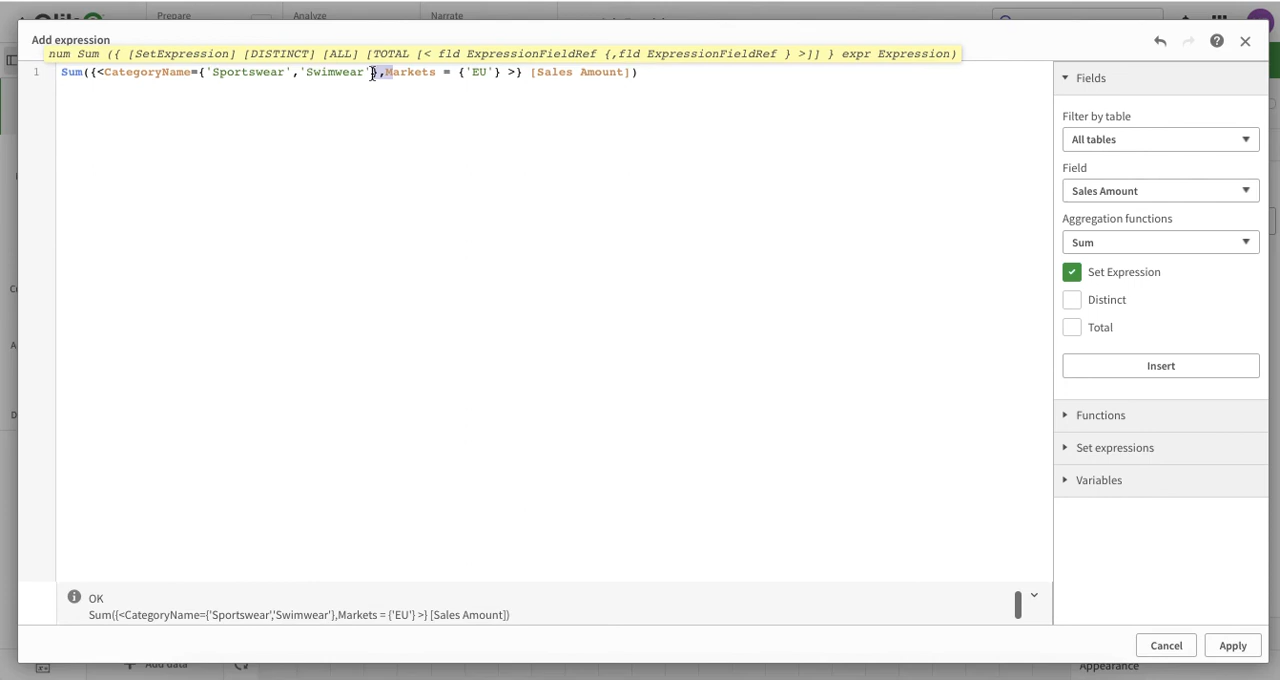 Qlik
Prepare
Analyze
Narrate
Add expression
num Sum ({ [SetExpression] [DISTINCT] [ALL] [TOTAL [< fld ExpressionFieldRef {,fld ExpressionFieldRef } >]] } expr Expression)
1 Sum({<CategoryName={'Sportswear','Swimwear'},Markets = {'EU'} >} [Sales Amount])
Fields
Filter by table
All tables
Field
Sales Amount
Aggregation functions
Sum
Set Expression
Distinct
Total
Insert
Functions
Set expressions
Variables
OK
Sum({<CategoryName={'Sportswear','Swimwear'},Markets = {'EU'} >} [Sales Amount])
Cancel
Apply
Add data
Appearance